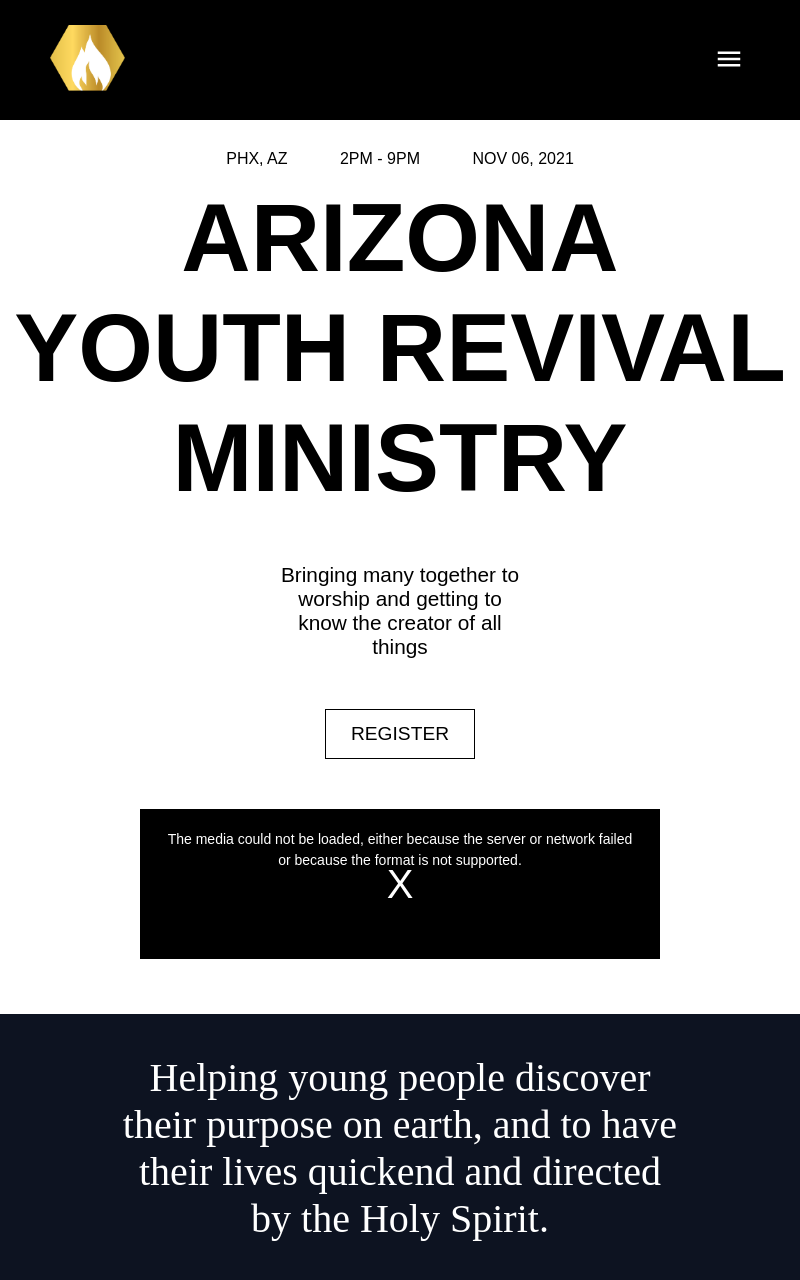 PHX, AZ 2PM - 9PM NOV 06, 2021
ARIZONA
YOUTH REVIVAL
MINISTRY
Bringing many together to
worship and getting to
know the creator of all
things
REGISTER
The media could not be loaded, either because the server or network failed
or because the format is not supported.
X
Helping young people discover
their purpose on earth, and to have
their lives quickend and directed
by the Holy Spirit.